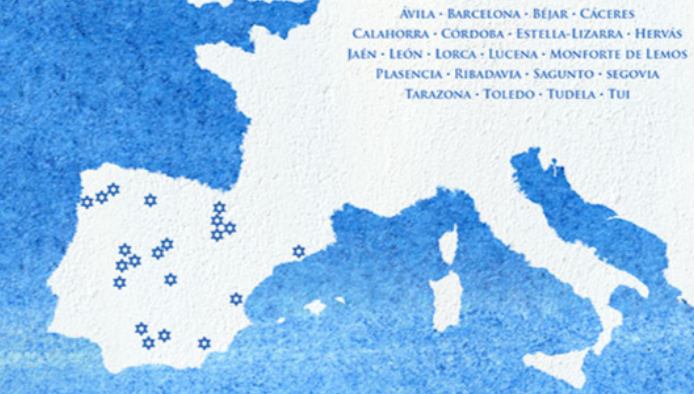 Ávila · Barcelona · Béjar · Cáceres
Calahorra · Córdoba · Estella-Lizarra · Hervás
Jaén · León · Lorca · Lucena · Monforte de Lemos
Plasencia · Ribadavia · Sagunto · segovia
Tarazona · Toledo · Tudela · Tui